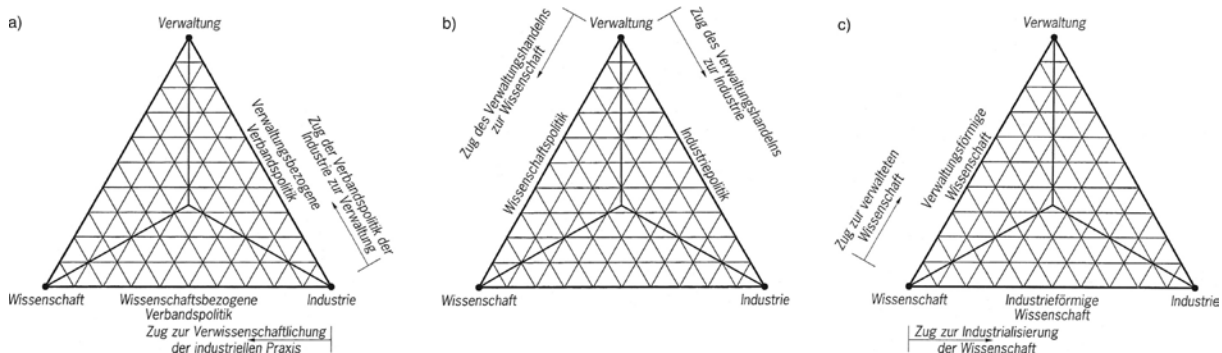 a)
Verwaltung
Verwaltungsbezogene
Verbandspolitik
Zug der Verbandspolitik der
Industrie zur Verwaltung
Wissenschaft
Wissenschaftsbezogene
Verbandspolitik
Industrie
Zug zur Verwissenschaftlichung
der industriellen Praxis
b)
Verwaltung
Zug des Verwaltungshandelns
zur Wissenschaft
Zug des Verwaltungshandelns
zur Industrie
Wissenschaftspolitik
Industriepolitik
Wissenschaft
Industrie
c)
Verwaltung
Zug zur verwalteten
Wissenschaft
Verwaltungsförmige
Wissenschaft
Wissenschaft
Industrieförmige
Wissenschaft
Industrie
Zug zur Industrialisierung
der Wissenschaft